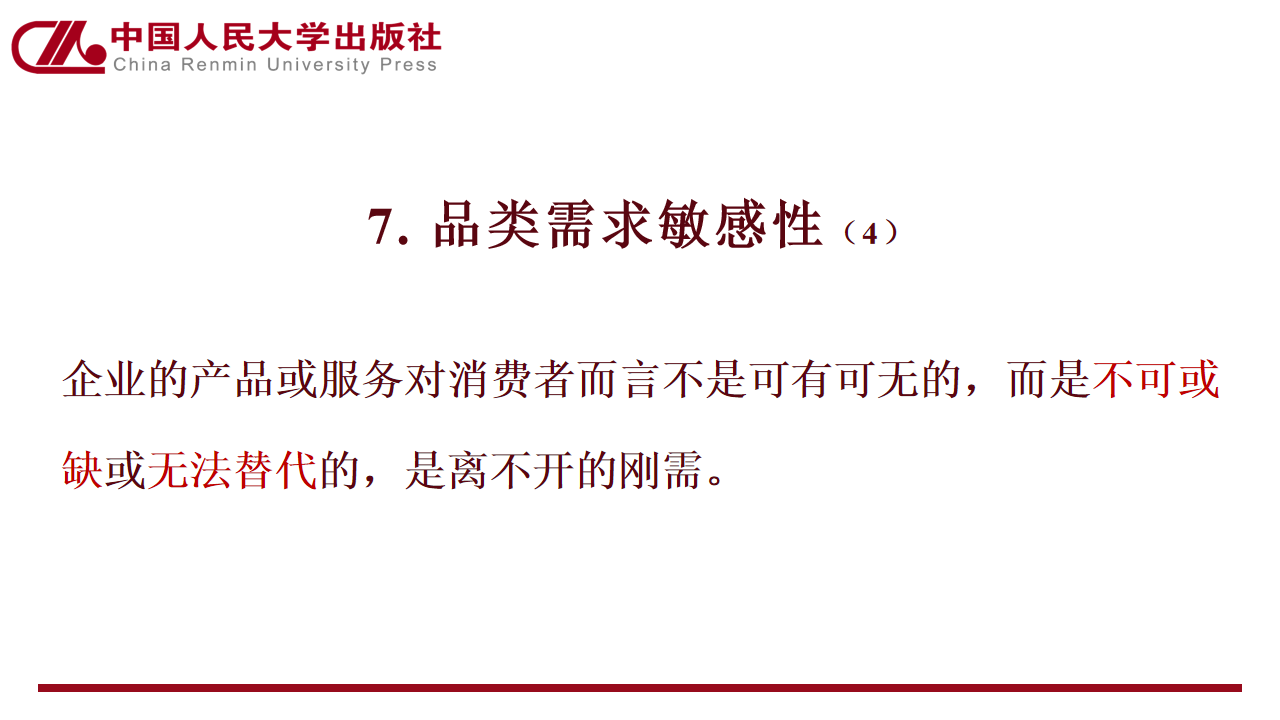 中国人民大学出版社
China Renmin University Press
7. 品类需求敏感性（4）
企业的产品或服务对消费者而言不是可有可无的，而是不可或
缺或无法替代的，是离不开的刚需。